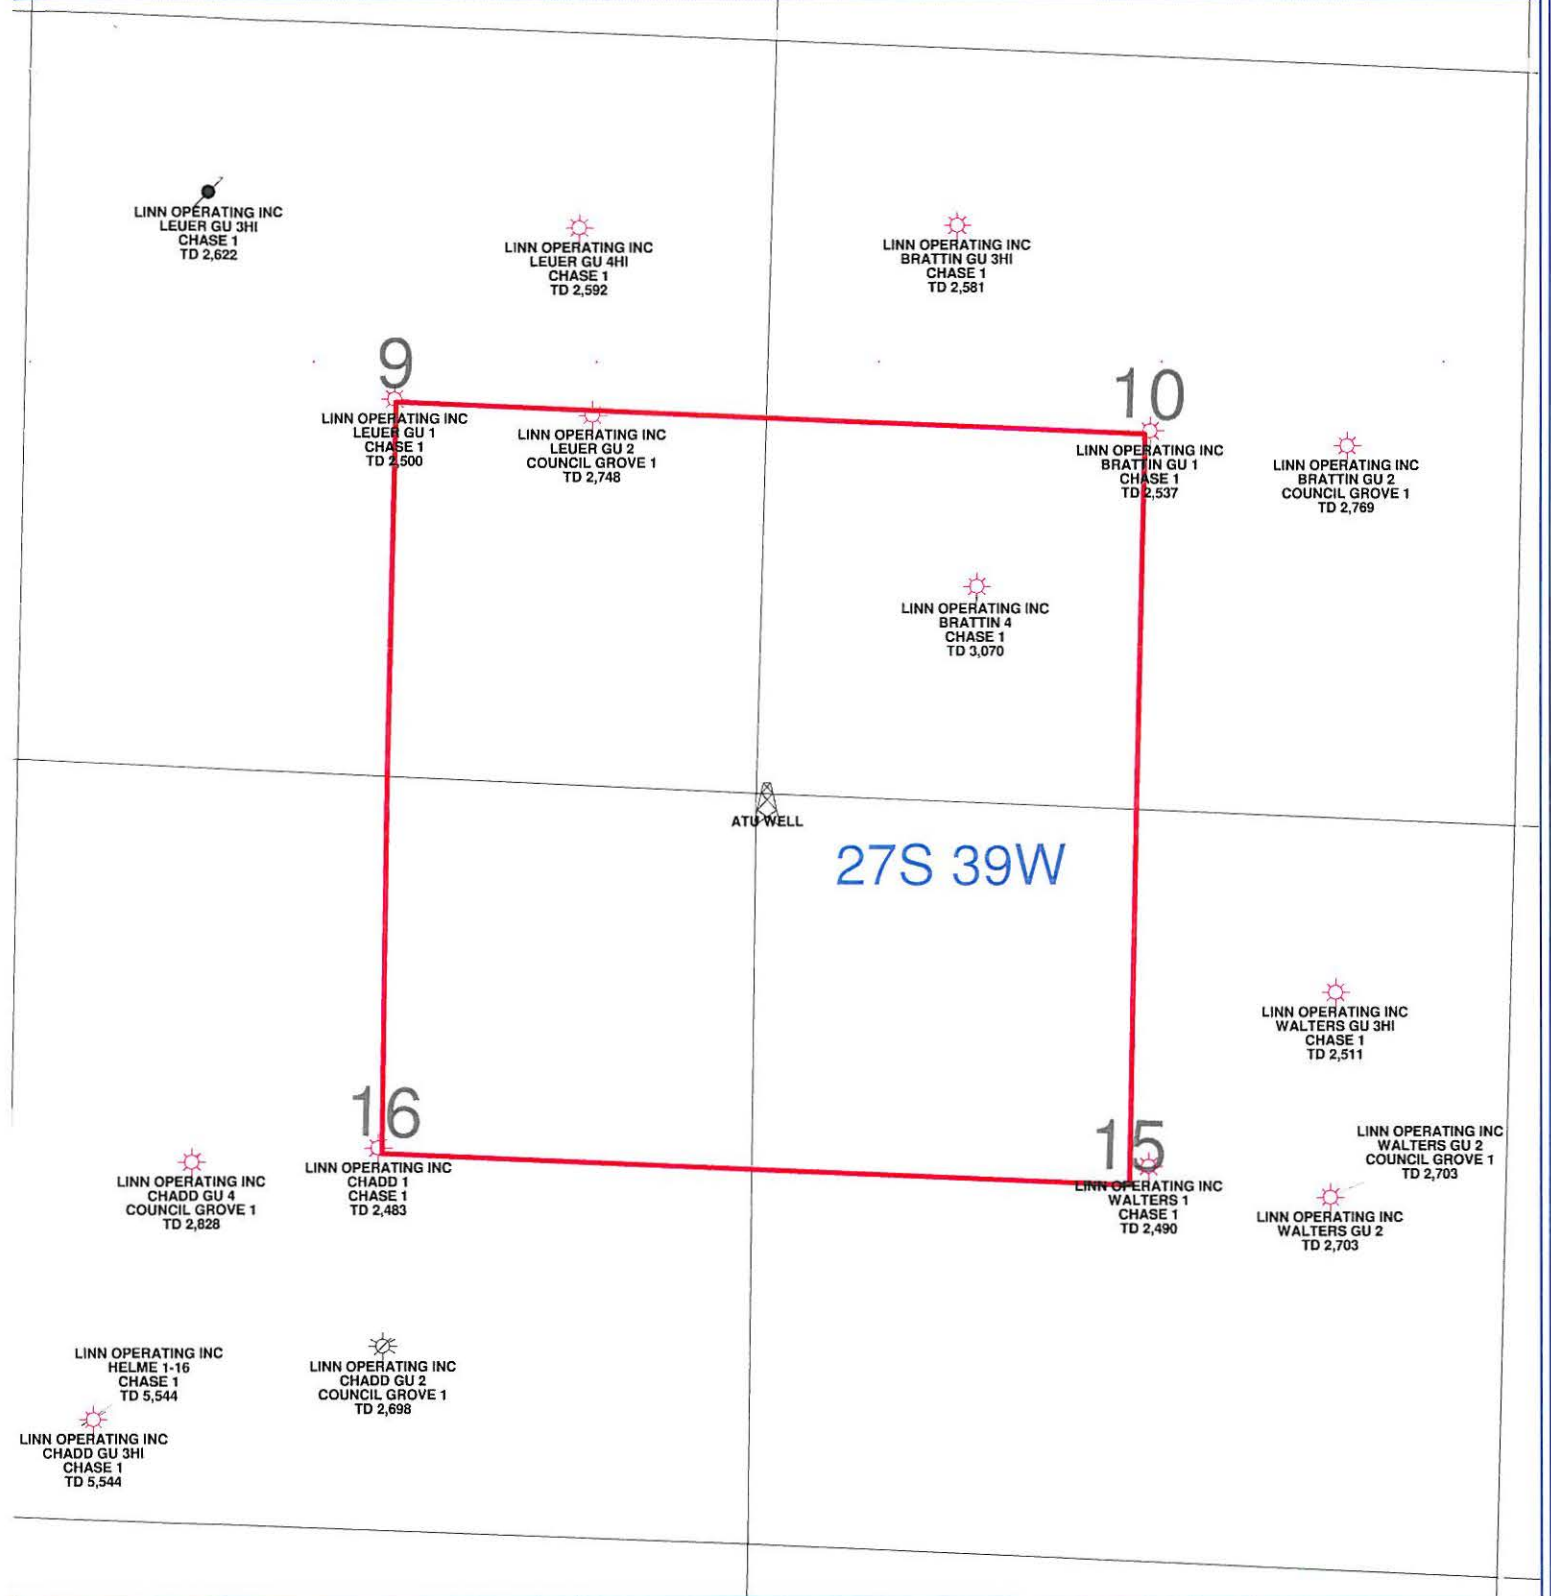 LINN OPERATING INC
LEUER GU 3HI
CHASE 1
TD 2,622
LINN OPERATING INC
LEUER GU 4HI
CHASE 1
TD 2,592
LINN OPERATING INC
BRATTIN GU 3HI
CHASE 1
TD 2,581
9
LINN OPERATING INC
LEUER GU 1
CHASE 1
TD 2,500
LINN OPERATING INC
LEUER GU 2
COUNCIL GROVE 1
TD 2,748
10
LINN OPERATING INC
BRATTIN GU 1
CHASE 1
TD 2,537
LINN OPERATING INC
BRATTIN GU 2
COUNCIL GROVE 1
TD 2,769
LINN OPERATING INC
BRATTIN 4
CHASE 1
TD 3,070
ATU WELL
27S 39W
LINN OPERATING INC
WALTERS GU 3HI
CHASE 1
TD 2,511
16
LINN OPERATING INC
CHADD GU 4
COUNCIL GROVE 1
TD 2,828
LINN OPERATING INC
CHADD 1
CHASE 1
TD 2,483
15
LINN OPERATING INC
WALTERS 1
CHASE 1
TD 2,490
LINN OPERATING INC
WALTERS GU 2
COUNCIL GROVE 1
TD 2,703
LINN OPERATING INC
WALTERS GU 2
TD 2,703
LINN OPERATING INC
HELME 1-16
CHASE 1
TD 5,544
LINN OPERATING INC
CHADD GU 2
COUNCIL GROVE 1
TD 2,698
LINN OPERATING INC
CHADD GU 3HI
CHASE 1
TD 5,544